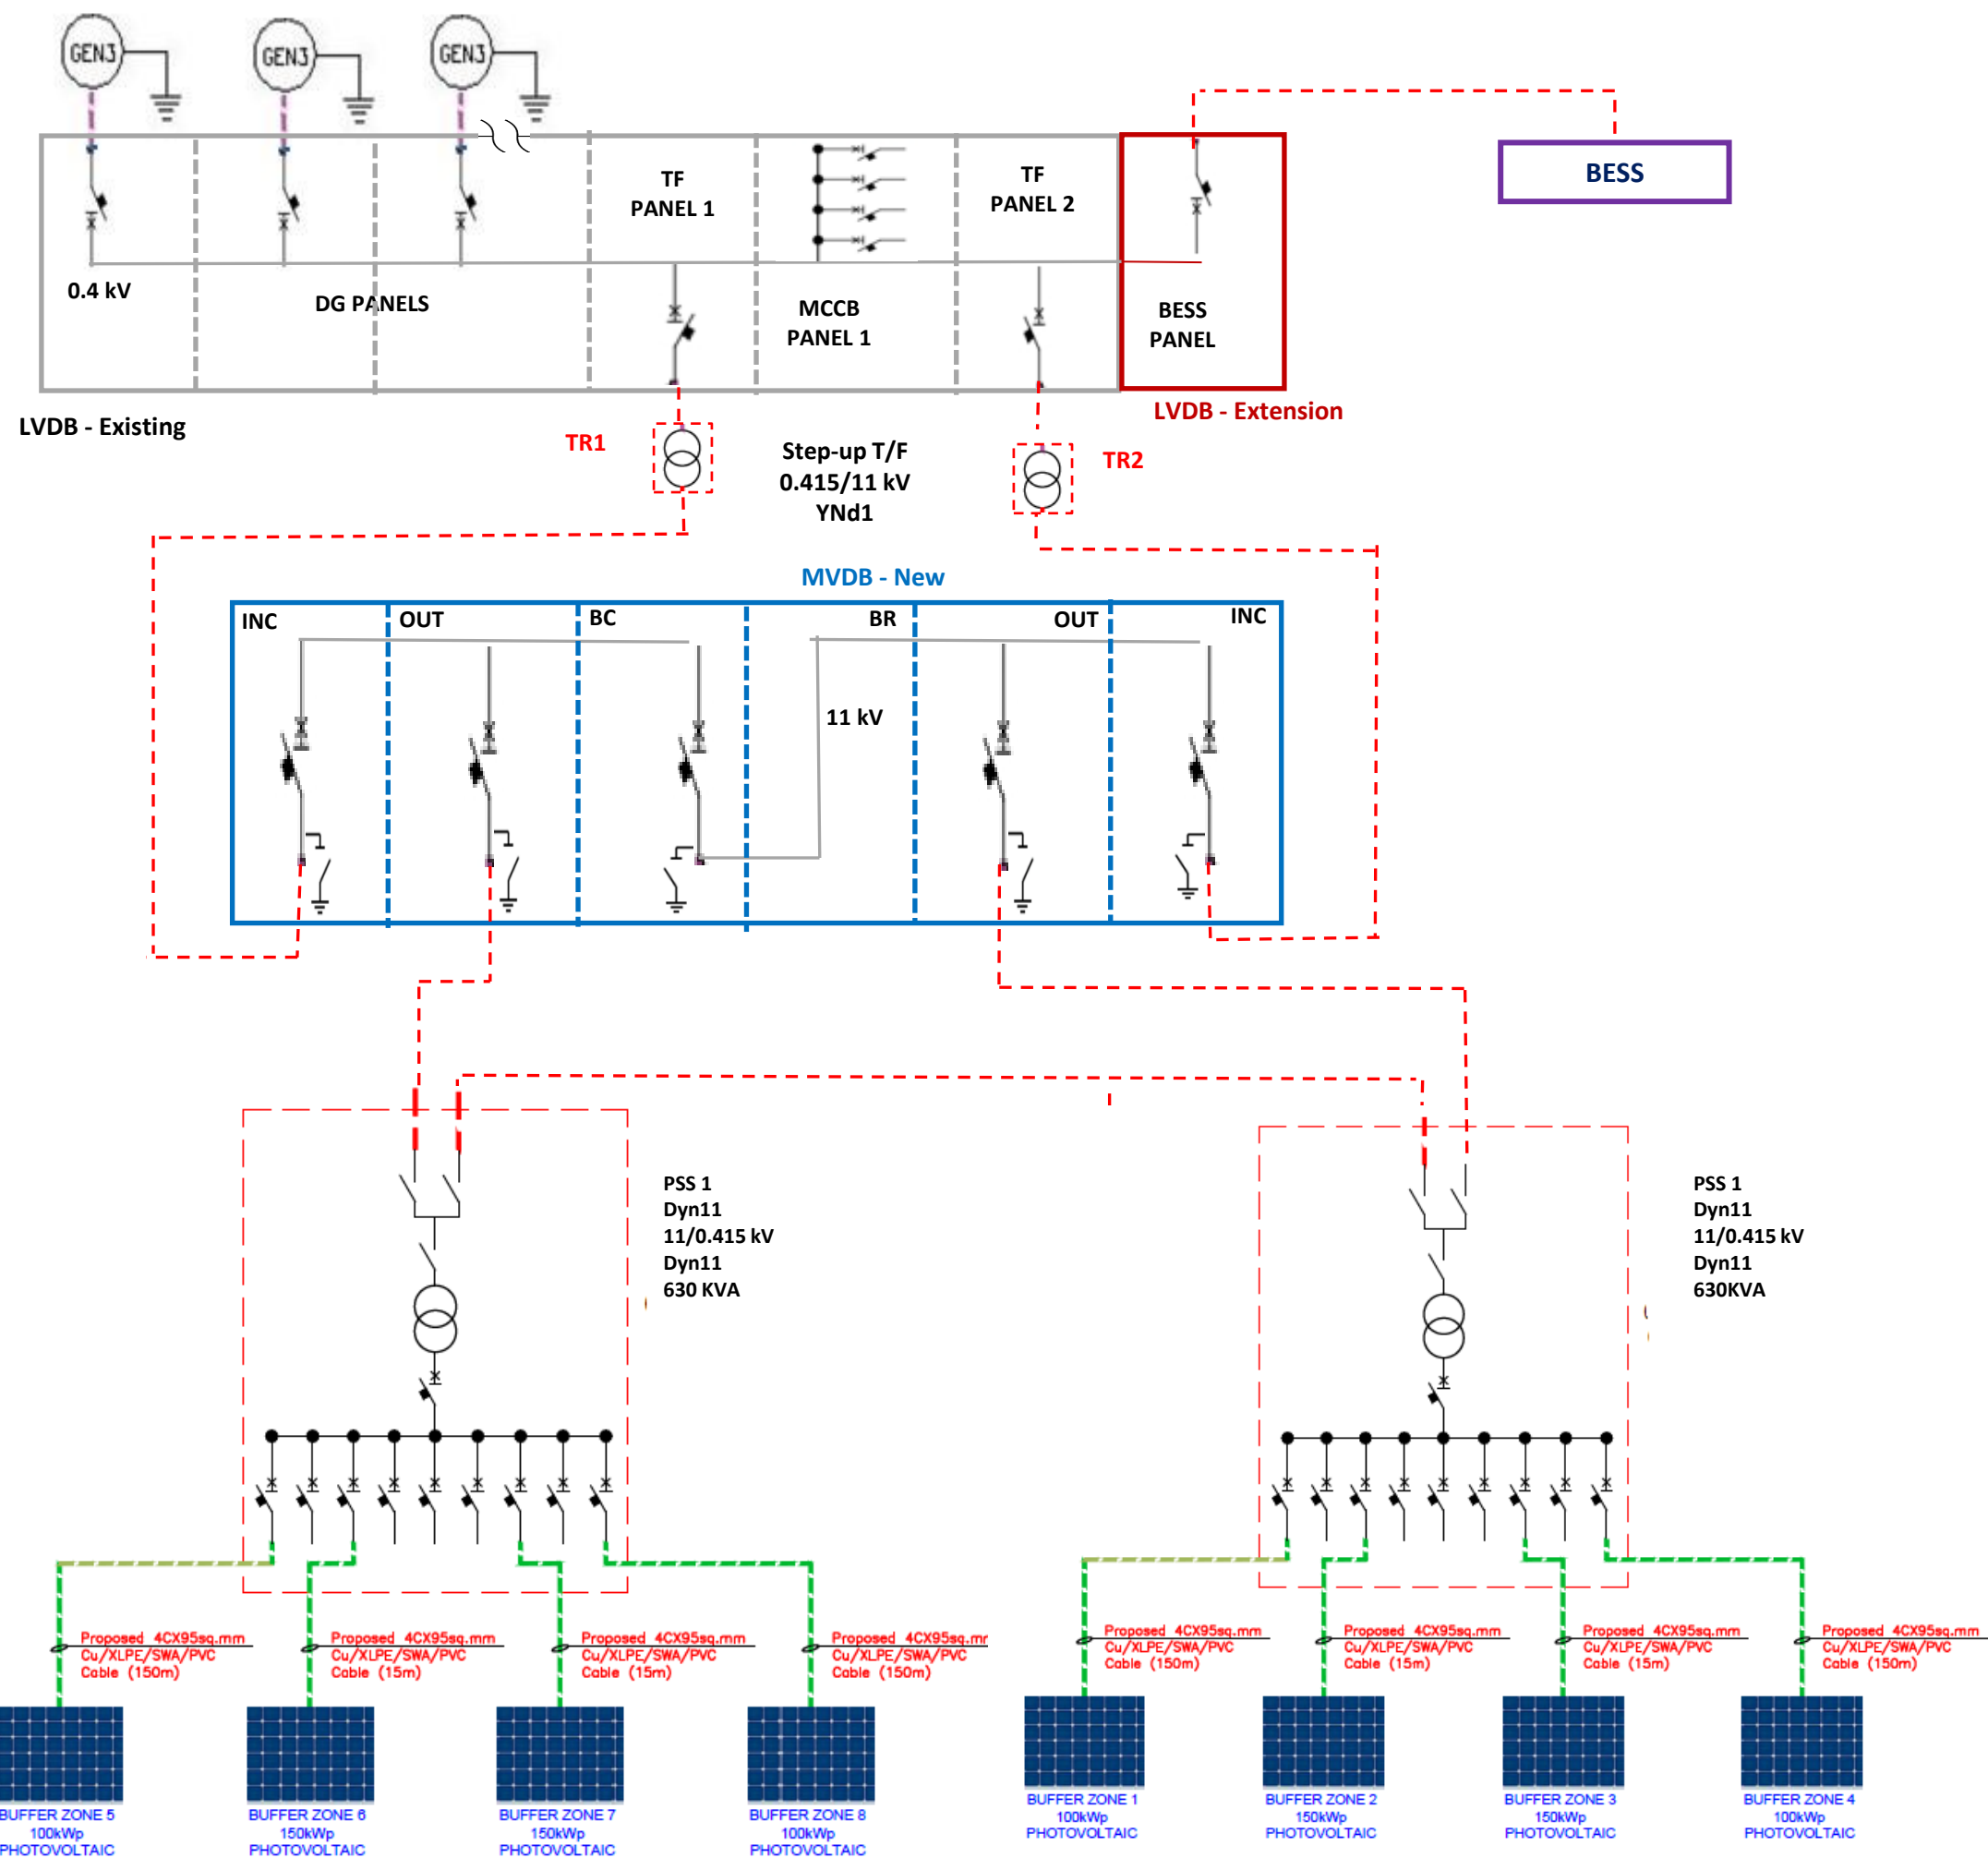 GEN3
GEN3
GEN3
BESS
TF
PANEL 1
TF
PANEL 2
0.4 kV
DG PANELS
MCCB
PANEL 1
BESS
PANEL
LVDB - Existing
LVDB - Extension
TR1
Step-up T/F
0.415/11 kV
YNd1
TR2
MVDB - New
INC
OUT
BC
BR
OUT
INC
11 kV
PSS 1
Dyn11
11/0.415 kV
Dyn11
630 KVA
PSS 1
Dyn11
11/0.415 kV
Dyn11
630KVA
Proposed 4CX95sq.mm
Cu/XLPE/SWA/PVC
Cable (150m)
Proposed 4CX95sq.mm
Cu/XLPE/SWA/PVC
Cable (15m)
Proposed 4CX95sq.mm
Cu/XLPE/SWA/PVC
Cable (15m)
Proposed 4CX95sq.mr
Cu/XLPE/SWA/PVC
Cable (150m)
Proposed 4CX95sq.mm
Cu/XLPE/SWA/PVC
Cable (150m)
Proposed 4CX95sq.mm
Cu/XLPE/SWA/PVC
Cable (15m)
Proposed 4CX95sq.mm
Cu/XLPE/SWA/PVC
Cable (15m)
Proposed 4CX95sq.mm
Cu/XLPE/SWA/PVC
Cable (150m)
BUFFER ZONE 5
100kWp
PHOTOVOLTAIC
BUFFER ZONE 6
150kWp
PHOTOVOLTAIC
BUFFER ZONE 7
150kWp
PHOTOVOLTAIC
BUFFER ZONE 8
100kWp
PHOTOVOLTAIC
BUFFER ZONE 1
100kWp
PHOTOVOLTAIC
BUFFER ZONE 2
150kWp
PHOTOVOLTAIC
BUFFER ZONE 3
150kWp
PHOTOVOLTAIC
BUFFER ZONE 4
100kWp
PHOTOVOLTAIC